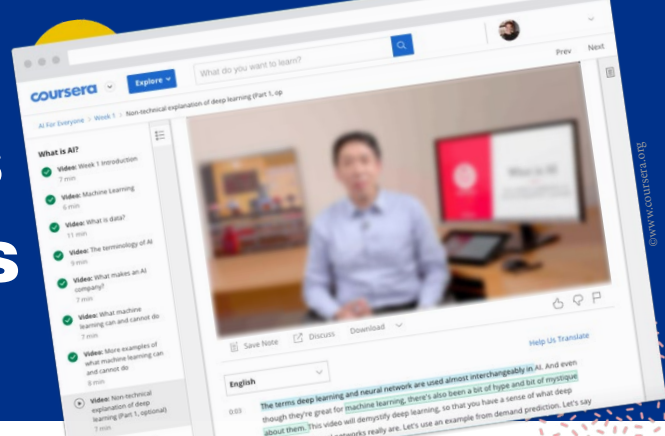 s
s
coursera
Explore
What do you want to learn?
Prev Next
AI For Everyone > Week 1 > Non-technical explanation of deep learning (Part 1, op
What is AI?
Video: Week 1 Introduction
7 min
Video: Machine Learning
6 min
Video: What is data?
11 min
Video: The terminology of AI
9 min
Video: What makes an AI
company?
7 min
Video: What machine
learning can and cannot do
7 min
Video: More examples of
what machine learning can
and cannot do
8 min
Video: Non-technical
explanation of deep
learning (Part 1, optional)
7 min
What is AI
Save Note Discuss Download
Help Us Translate
English
0:03 The terms deep learning and neural network are used almost interchangeably in AI. And even
though they're great for machine learning, there's also been a bit of hype and bit of mystique
about them. This video will demystify deep learning, so that you have a sense of what deep
networks really are. Let's use an example from demand prediction. Let's say
©www.coursera.org